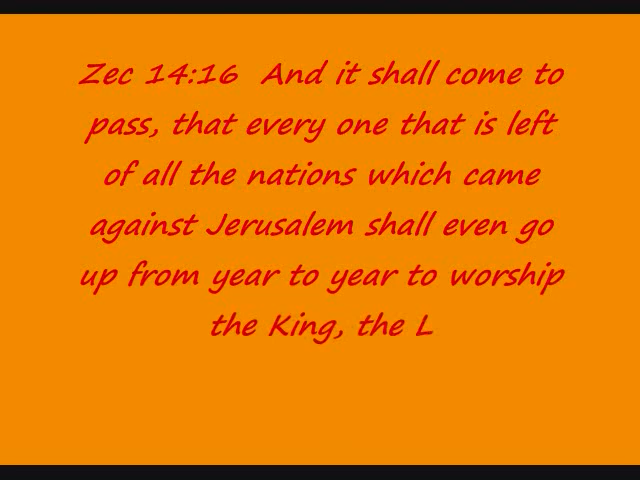 Zec 14:16  And it shall come to
pass, that every one that is left
of all the nations which came
against Jerusalem shall even go
up from year to year to worship
the King, the L